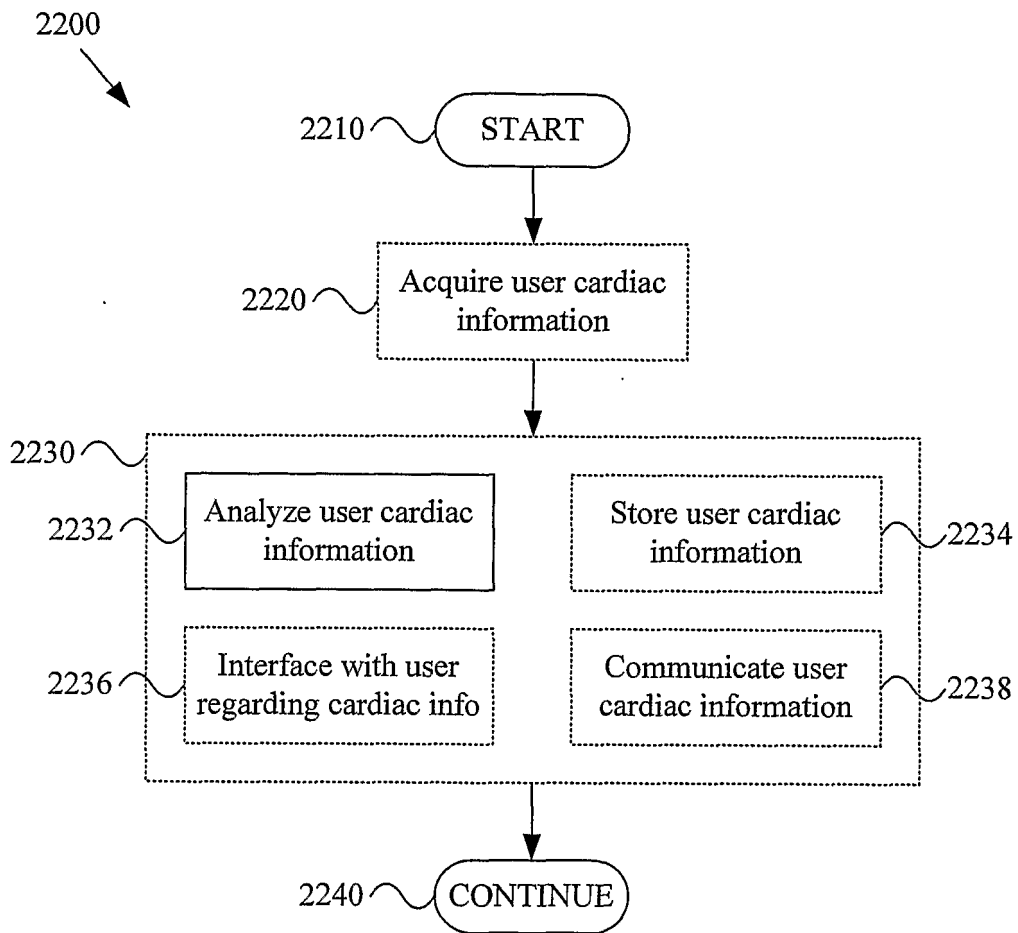 2200
2210
START
2220
Acquire user cardiac
information
2230
2232
Analyze user cardiac
information
Store user cardiac
information
2234
2236
Interface with user
regarding cardiac info
Communicate user
cardiac information
2238
2240
CONTINUE